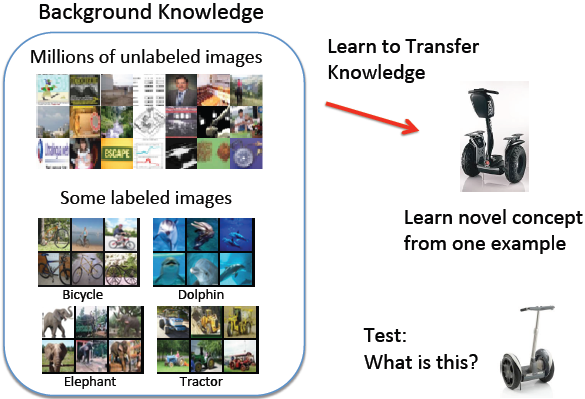 Background Knowledge
Millions of unlabeled images
ESCAPE
Some labeled images
Bicycle
Dolphin
Elephant
Tractor
Learn to Transfer
Knowledge
Learn novel concept
from one example
Test:
What is this?